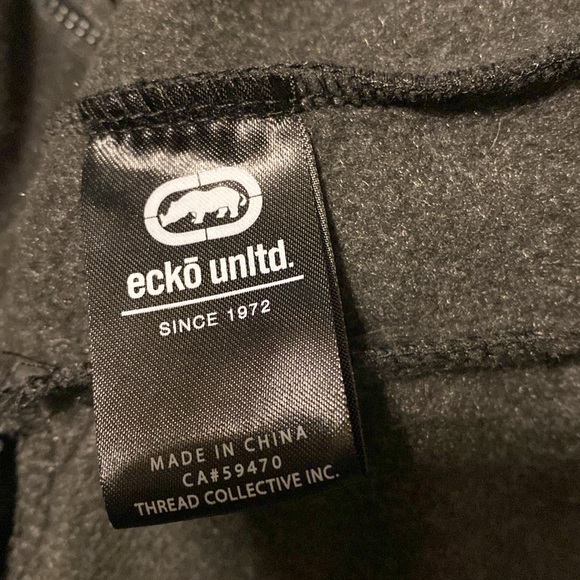 eckō unltd.
SINCE 1972
MADE IN CHINA
CA#59470
THREAD COLLECTIVE INC.